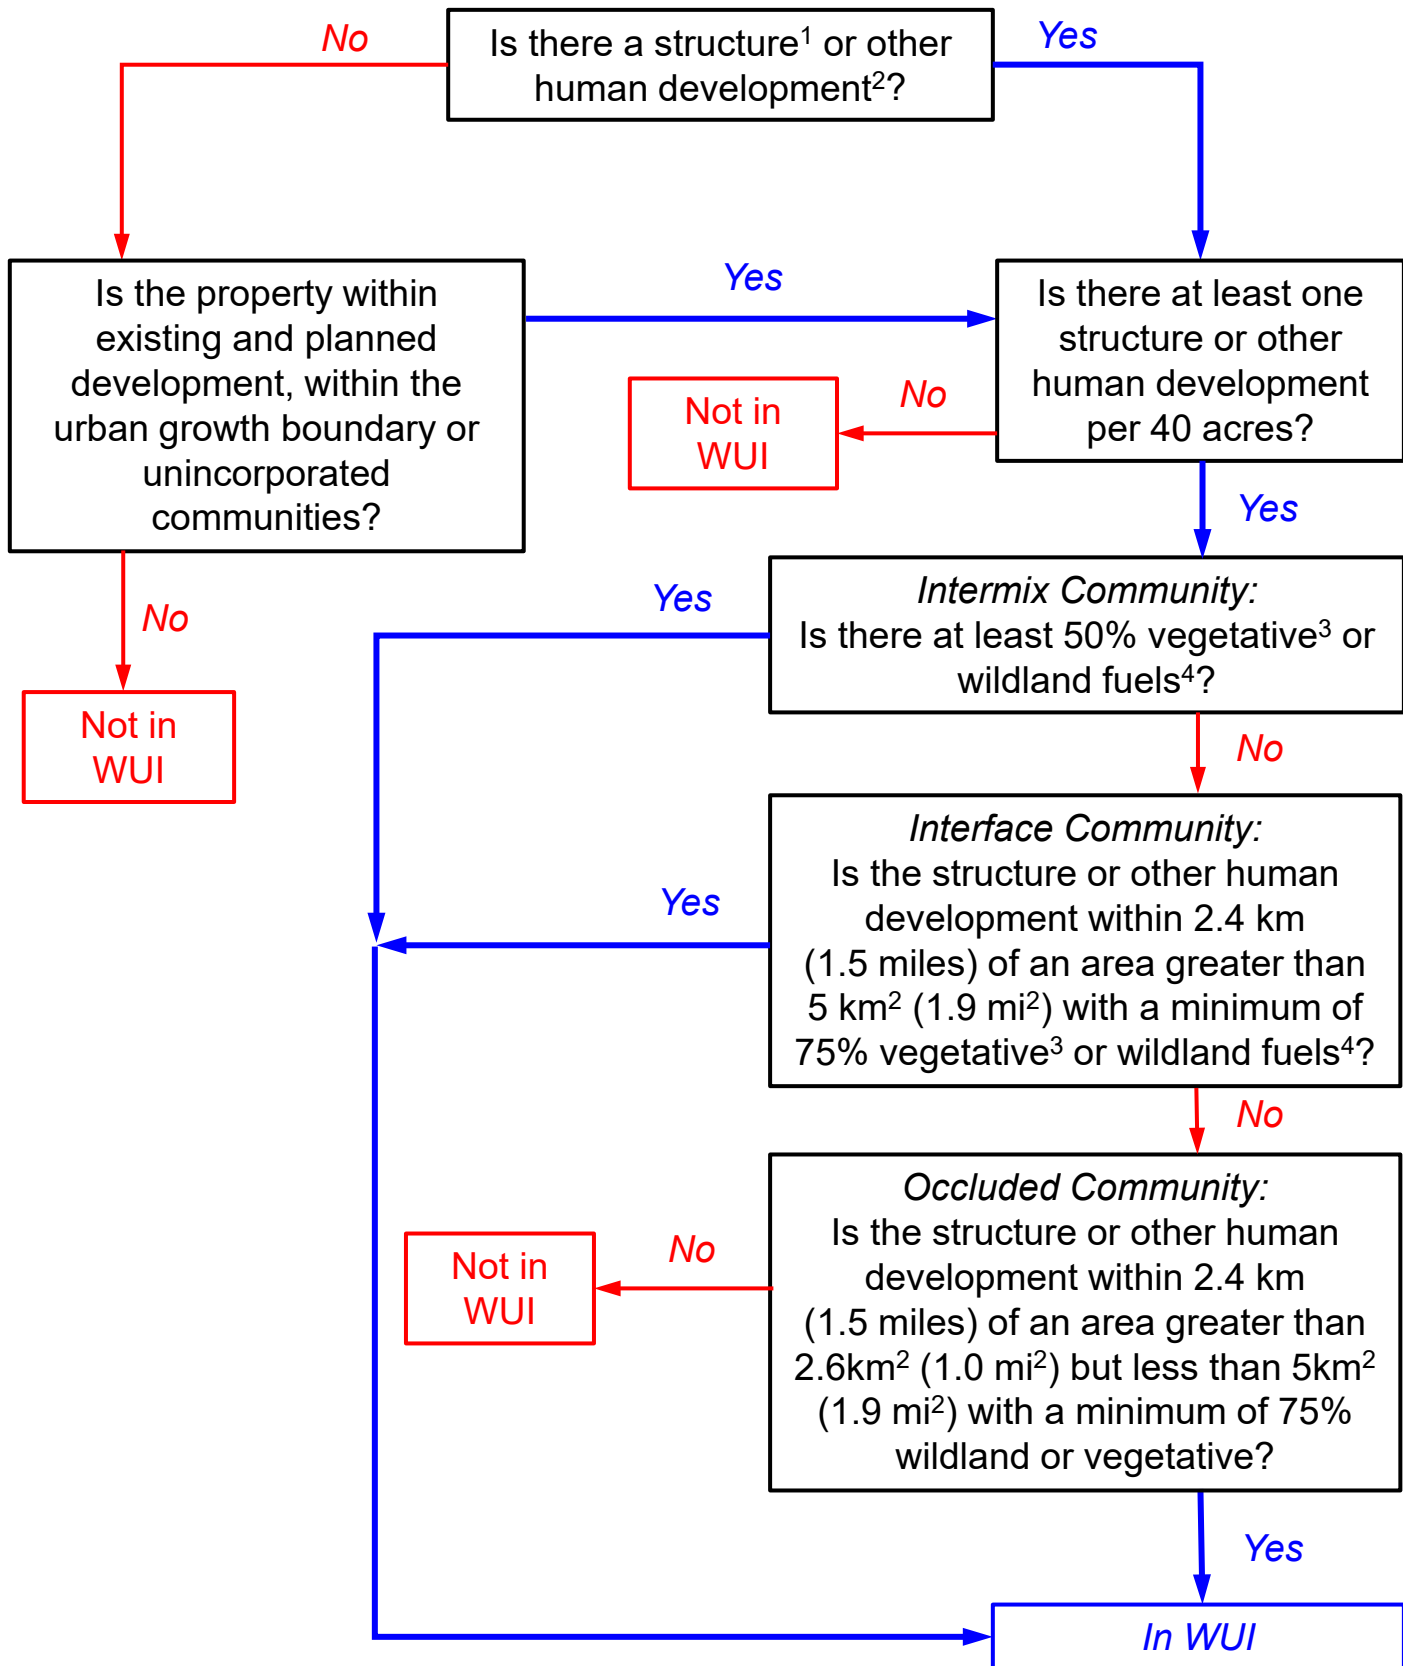 No
Is there a structure¹ or other
human development²?
Yes
Is the property within
existing and planned
development, within the
urban growth boundary or
unincorporated
communities?
Yes
Is there at least one
structure or other
human development
per 40 acres?
No
Not in
WUI
Yes
No
Not in
WUI
Intermix Community:
Is there at least 50% vegetative³ or
wildland fuels⁴?
Yes
No
Interface Community:
Is the structure or other human
development within 2.4 km
(1.5 miles) of an area greater than
5 km² (1.9 mi²) with a minimum of
75% vegetative³ or wildland fuels⁴?
Yes
No
Occluded Community:
Is the structure or other human
development within 2.4 km
(1.5 miles) of an area greater than
2.6km² (1.0 mi²) but less than 5km²
(1.9 mi²) with a minimum of 75%
wildland or vegetative?
No
Not in
WUI
Yes
In WUI